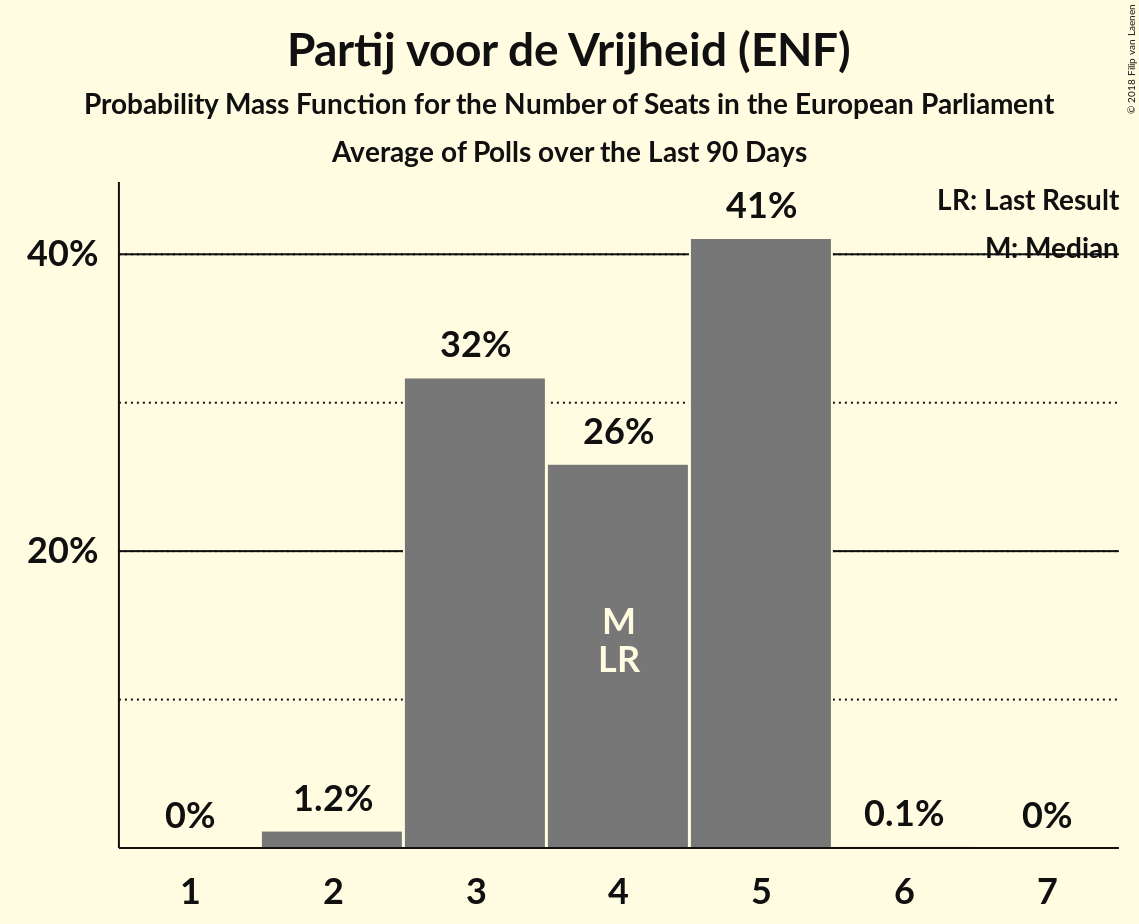 Partij voor de Vrijheid (ENF)
Probability Mass Function for the Number of Seats in the European Parliament
Average of Polls over the Last 90 Days
© 2018 Filip van Laenen
LR: Last Result
M: Median
41%
40%
32%
26%
20%
M
LR
0%
1.2%
0.1%
0%
1
2
3
4
5
6
7